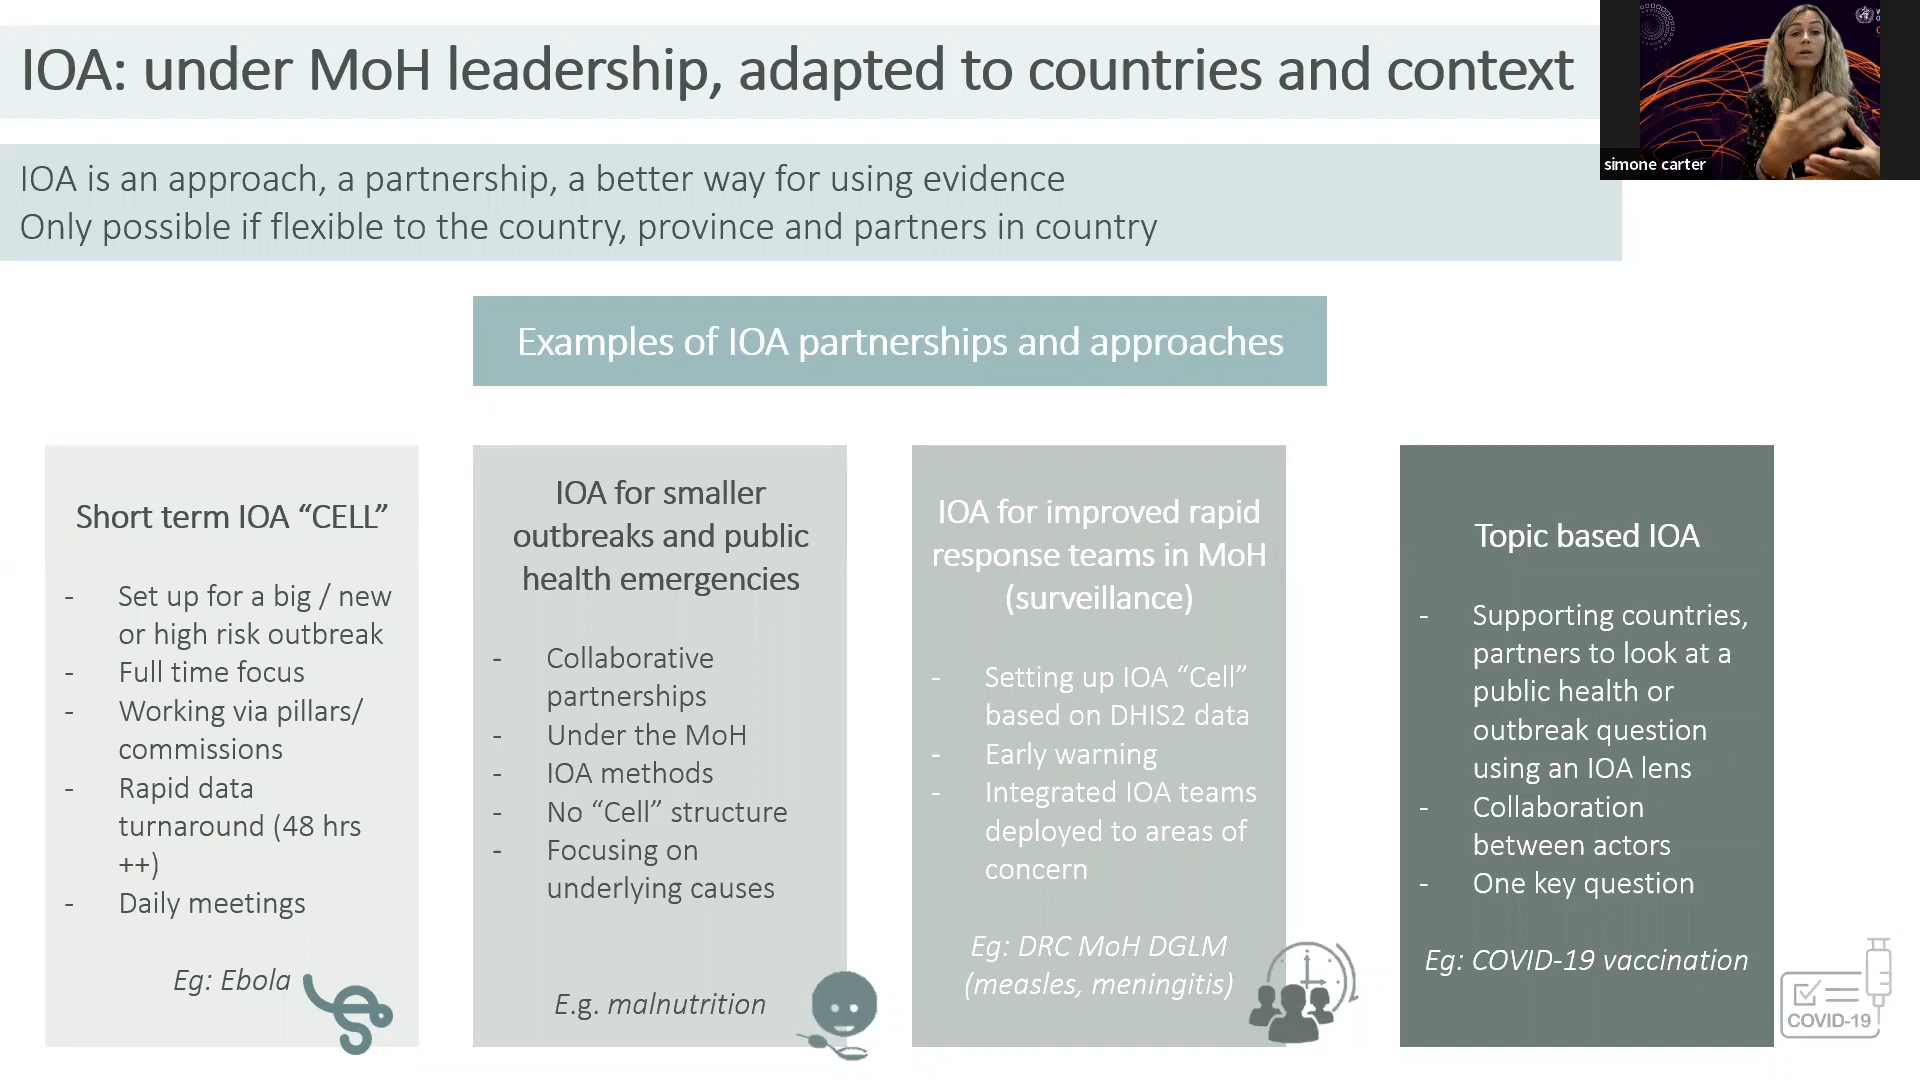 IOA: under MoH leadership, adapted to countries and context
simone carter
IOA is an approach, a partnership, a better way for using evidence
Only possible if flexible to the country, province and partners in country
Examples of IOA partnerships and approaches
Short term IOA “CELL”
- Set up for a big / new
or high risk outbreak
- Full time focus
- Working via pillars/
commissions
- Rapid data
turnaround (48 hrs
++)
- Daily meetings
Eg: Ebola
IOA for smaller
outbreaks and public
health emergencies
- Collaborative
partnerships
- Under the MoH
- IOA methods
- No “Cell” structure
- Focusing on
underlying causes
E.g. malnutrition
IOA for improved rapid
response teams in MoH
(surveillance)
- Setting up IOA “Cell”
based on DHIS2 data
- Early warning
- Integrated IOA teams
deployed to areas of
concern
Eg: DRC MoH DGLM
(measles, meningitis)
Topic based IOA
- Supporting countries,
partners to look at a
public health or
outbreak question
using an IOA lens
- Collaboration
between actors
- One key question
Eg: COVID-19 vaccination
COVID-19